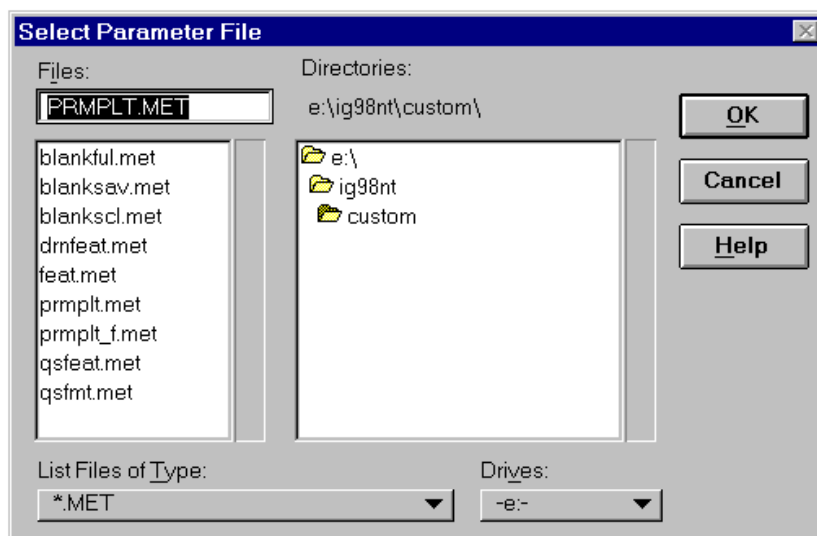 Select Parameter File
Files:
Directories:
PRMPLT.MET
e:\ig98nt\custom\
OK
blankful.met
blanksav.met
blankscl.met
drnfeat.met
feat.met
prmplt.met
prmplt_f.met
qsfeat.met
qsfmt.met
e:\
ig98nt
custom
Cancel
Help
List Files of Type:
Drives:
*.MET
-e:-